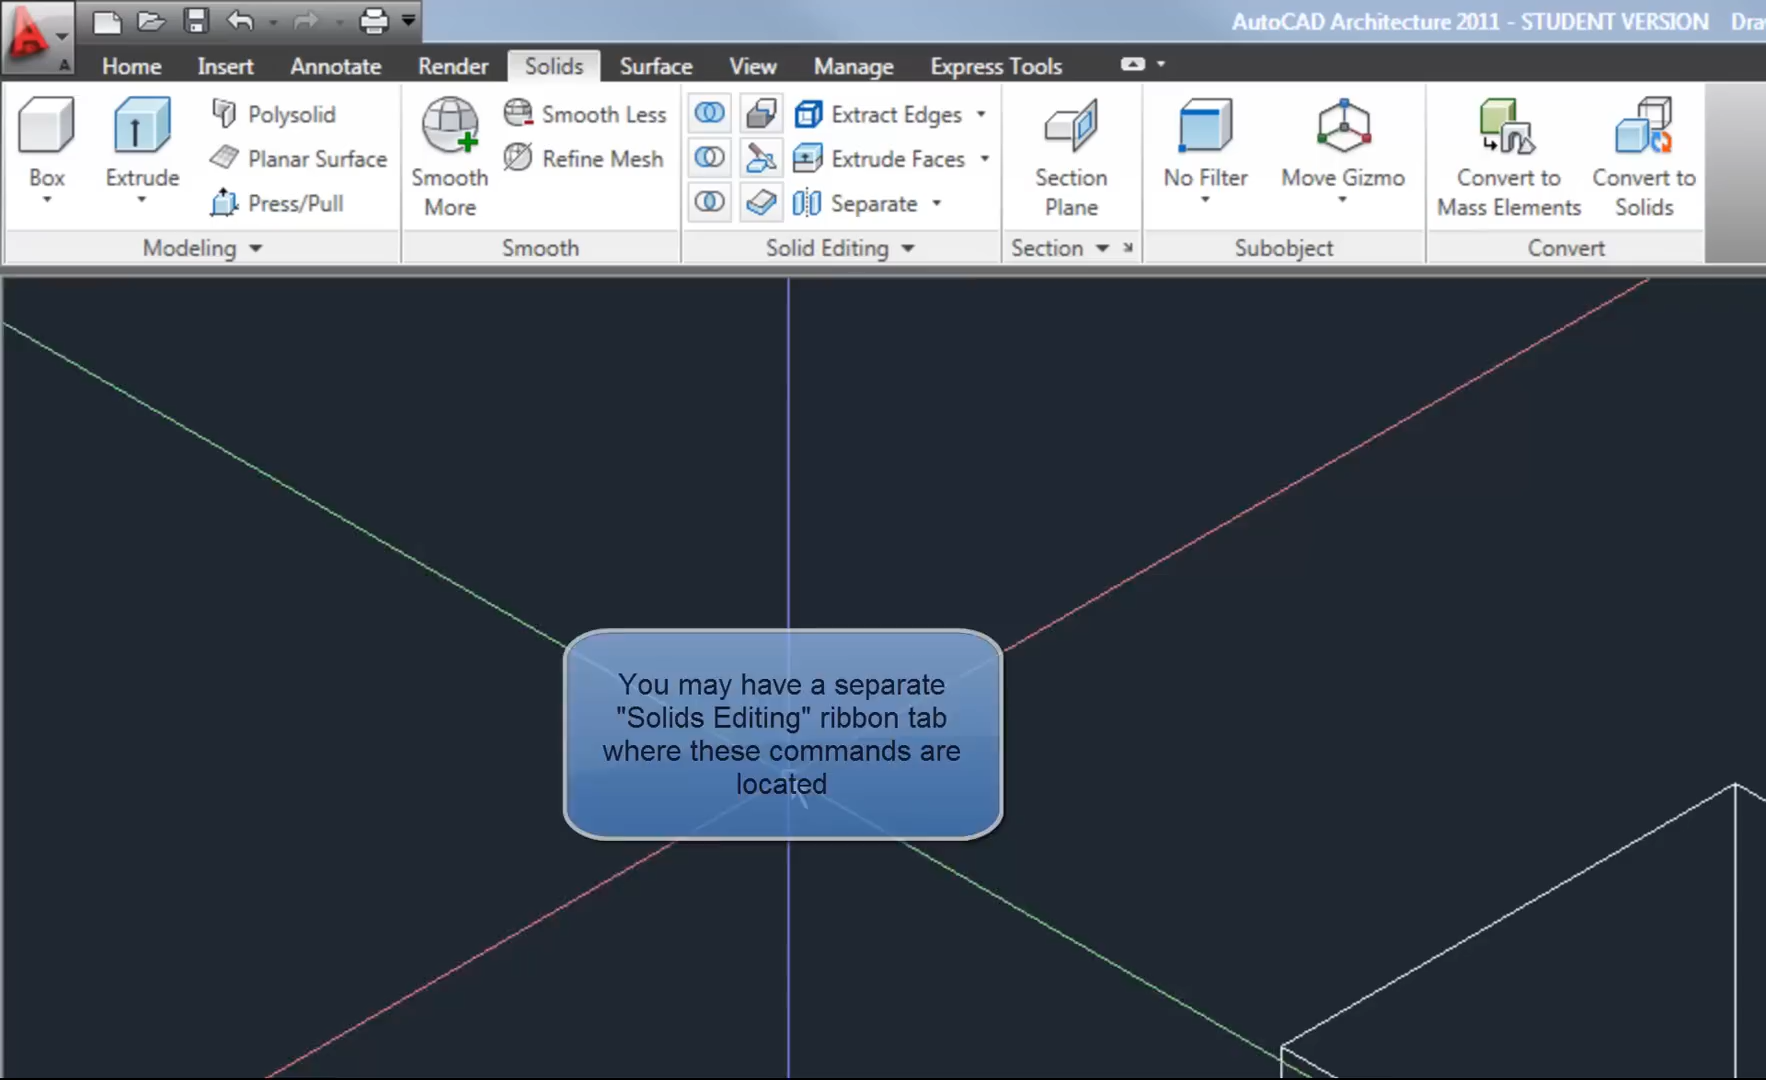 AutoCAD Architecture 2011 - STUDENT VERSION Dra
Home Insert Annotate Render Solids Surface View Manage Express Tools
A
Box
Extrude
Polysolid
Planar Surface
Press/Pull
Modeling
Smooth
More
Smooth Less
Refine Mesh
Smooth
Extract Edges
Extrude Faces
Separate
Solid Editing
Section
Plane
Section
No Filter
Move Gizmo
Subobject
Convert to
Mass Elements
Convert to
Solids
Convert
You may have a separate
"Solids Editing" ribbon tab
where these commands are
located